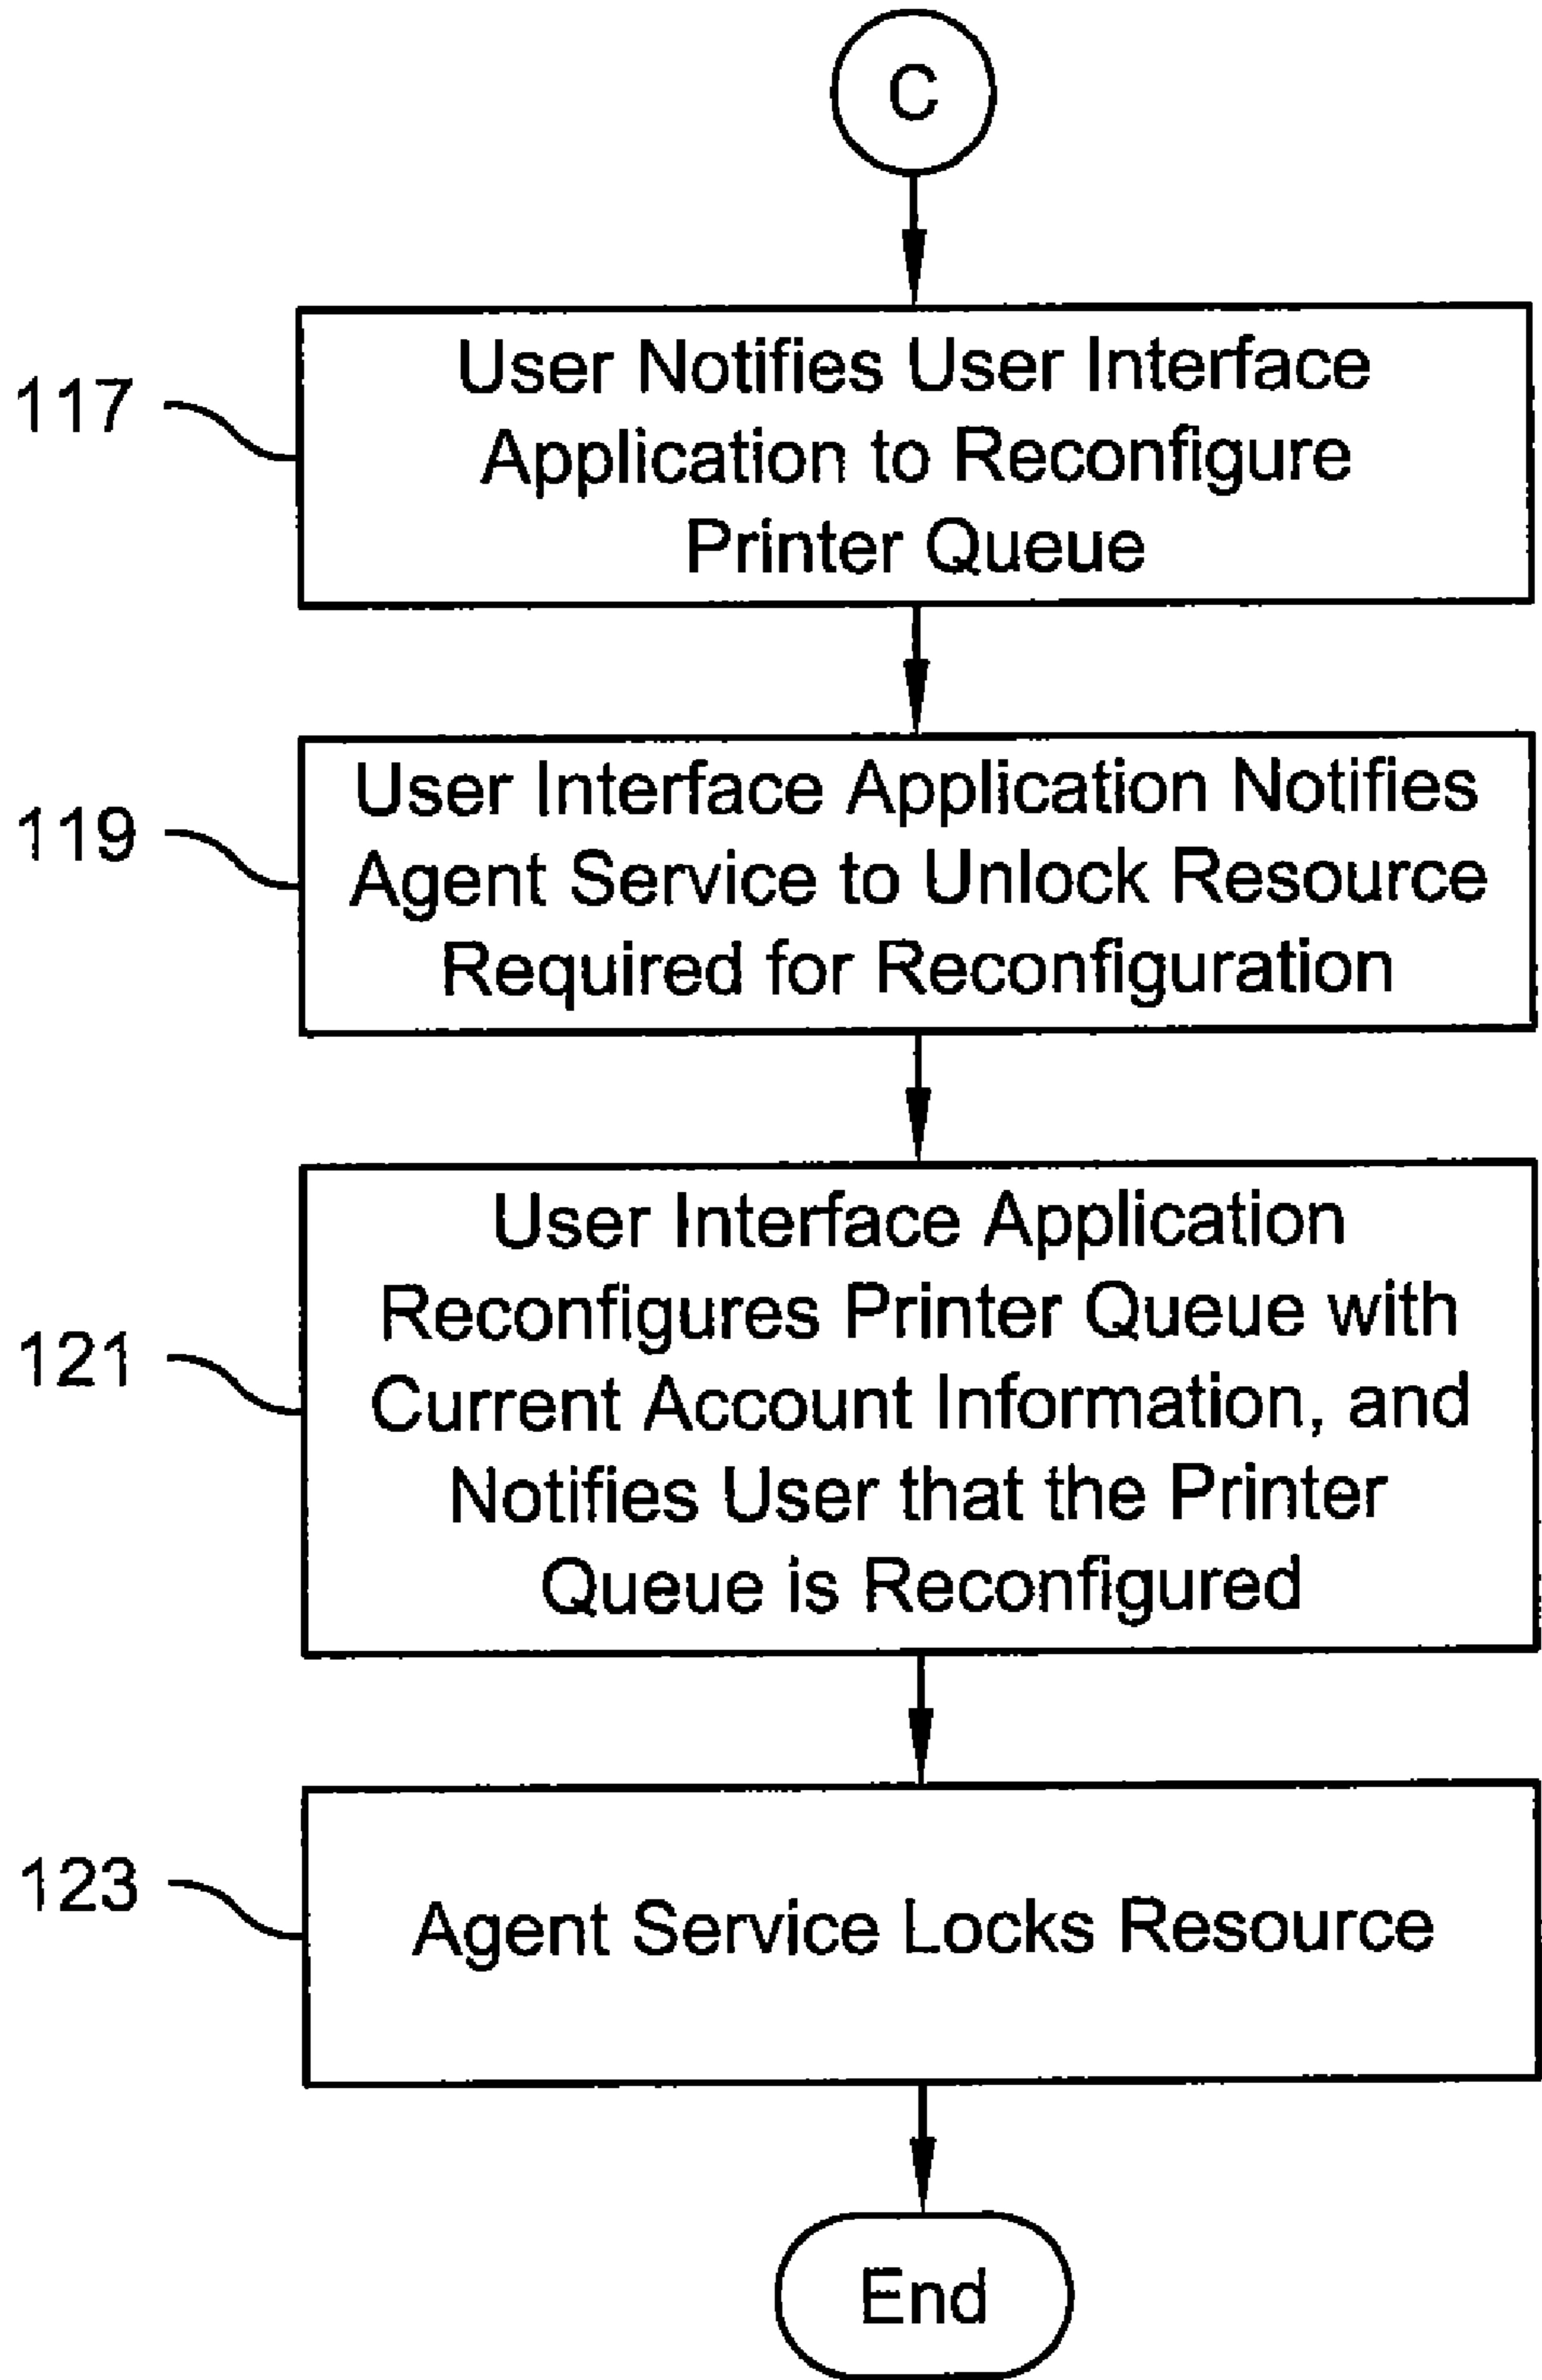 C
117
User Notifies User Interface
Application to Reconfigure
Printer Queue
119
User Interface Application Notifies
Agent Service to Unlock Resource
Required for Reconfiguration
121
User Interface Application
Reconfigures Printer Queue with
Current Account Information, and
Notifies User that the Printer
Queue is Reconfigured
123
Agent Service Locks Resource
End